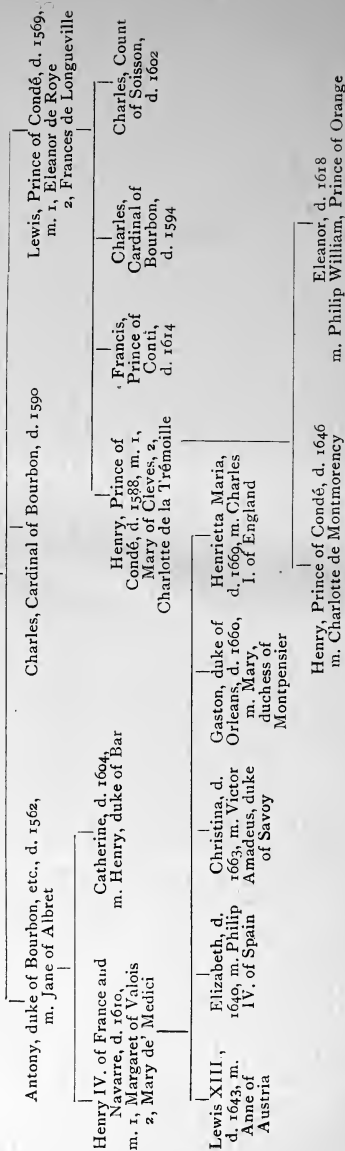 Antony, duke of Bourbon, etc., d. 1562,
m. Jane of Albret
Charles, Cardinal of Bourbon, d. 1590
Lewis, Prince of Condé, d. 1569,
m. 1, Eleanor de Roye
2, Frances de Longueville
Henry IV. of France and
Navarre, d. 1610,
m. 1, Margaret of Valois
2, Mary de' Medici
Catherine, d. 1604,
m. Henry, duke of Bar
Henry, Prince of
Condé, d. 1588, m. 1,
Mary of Cleves, 2,
Charlotte de la Trémoille
Francis,
Prince of
Conti,
d. 1614
Charles,
Cardinal of
Bourbon,
d. 1594
Charles, Count
of Soisson,
d. 1602
Lewis XIII.,
d. 1643, m.
Anne of
Austria
Elizabeth, d.
1640, m. Philip
IV. of Spain
Christina, d.
1663, m. Victor
Amadeus, duke
of Savoy
Gaston, duke of
Orleans, d. 1660,
m. Mary,
duchess of
Montpensier
Henrietta Maria,
d. 1669, m. Charles
I. of England
Henry, Prince of Condé, d. 1646
m. Charlotte de Montmorency
Eleanor, d. 1618
m. Philip William, Prince of Orange